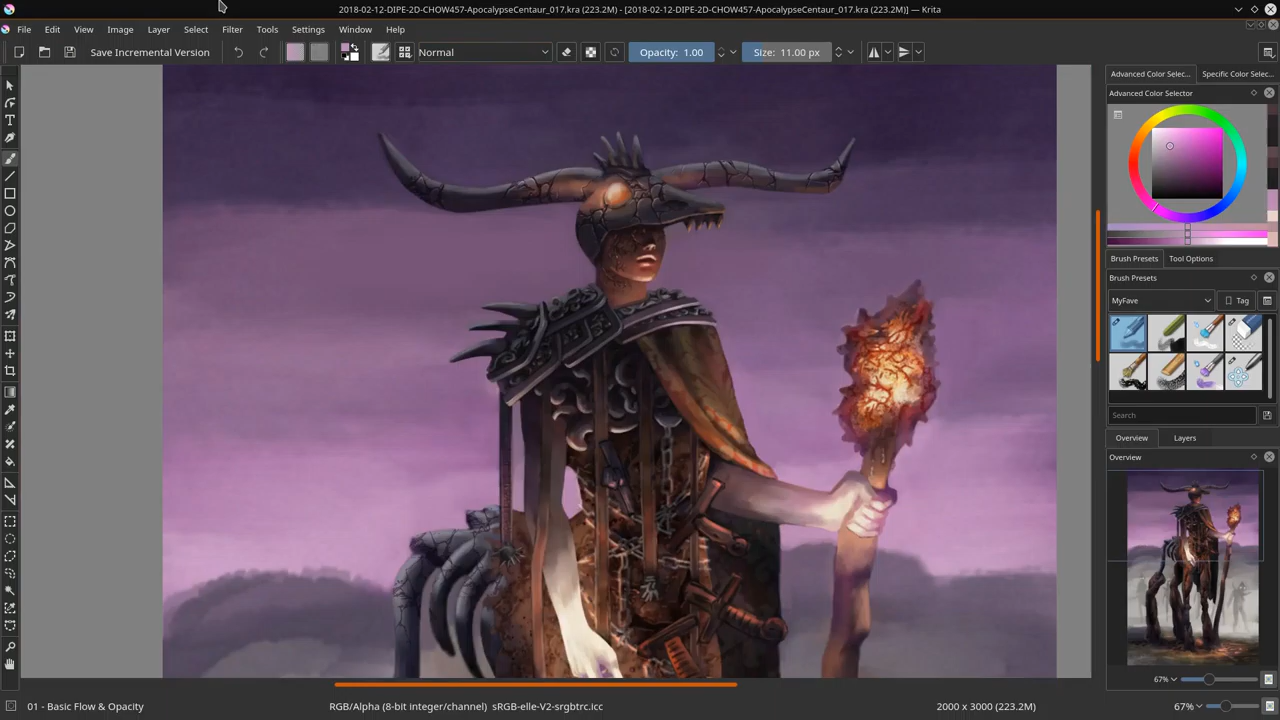 2018-02-12-DIPE-2D-CHOW457-ApocalypseCentaur_017.kra (223.2M) - [2018-02-12-DIPE-2D-CHOW457-ApocalypseCentaur_017.kra (223.2M)] — Krita
File Edit View Image Layer Select Filter Tools Settings Window Help
Save Incremental Version Normal Opacity: 1.00 Size: 11.00 px
Advanced Color Selec... Specific Color Selec...
Advanced Color Selector
Brush Presets Tool Options
Brush Presets
MyFave Tag
Search
Overview Layers
Overview
67%
01 - Basic Flow & Opacity RGB/Alpha (8-bit integer/channel) sRGB-elle-V2-srgbtrc.icc 2000 x 3000 (223.2M) 67%